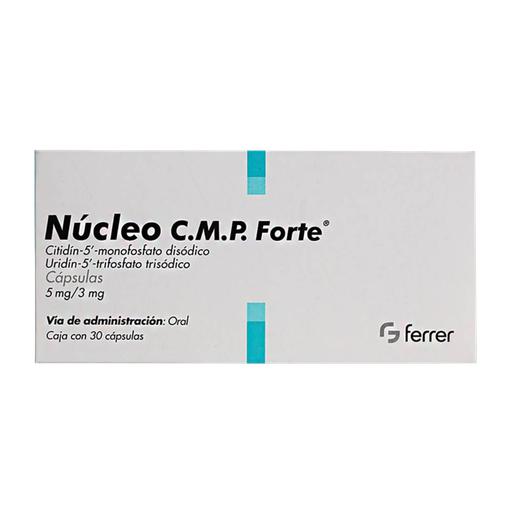 Núcleo C.M.P. Forte®
Citidín-5'-monofosfato disódico
Uridín-5'-trifosfato trisódico
Cápsulas
5 mg/3 mg
Vía de administración: Oral
Caja con 30 cápsulas
ferrer